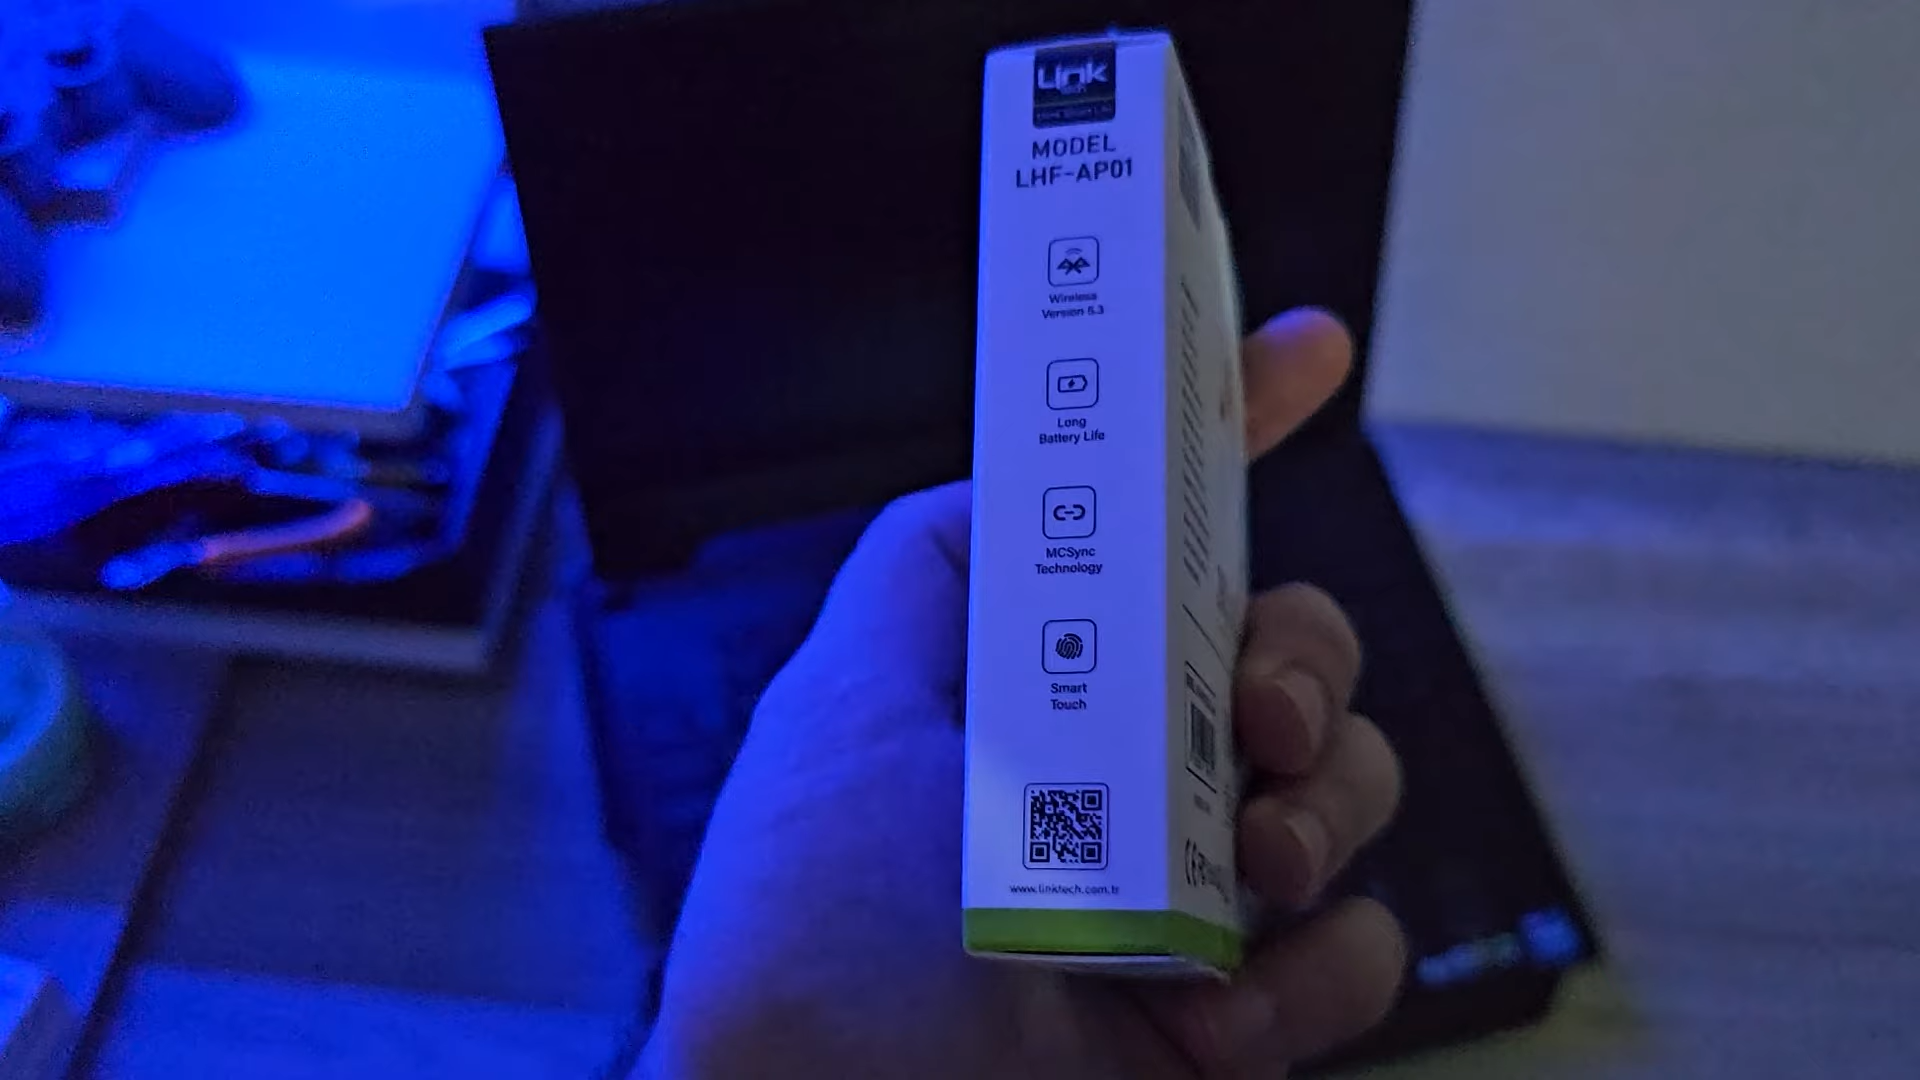 Link
tech
MODEL
LHF-AP01
Wireless
Version 5.3
Long
Battery Life
MCSync
Technology
Smart
Touch
www.linktech.com.tr